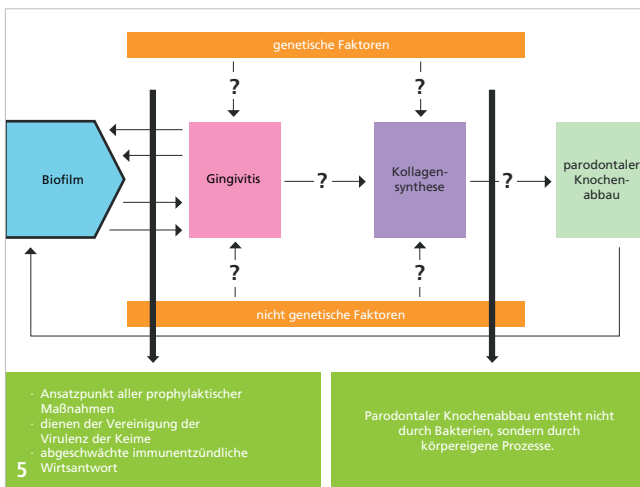 genetische Faktoren
?
?
Biofilm
Gingivitis
?
Kollagen-
synthese
?
parodontaler
Knochen-
abbau
?
?
nicht genetische Faktoren
· Ansatzpunkt aller prophylaktischer
Maßnahmen
· dienen der Vereinigung der
Virulenz der Keime
· abgeschwächte immunentzündliche
Wirtsantwort
5
Parodontaler Knochenabbau entsteht nicht
durch Bakterien, sondern durch
körpereigene Prozesse.